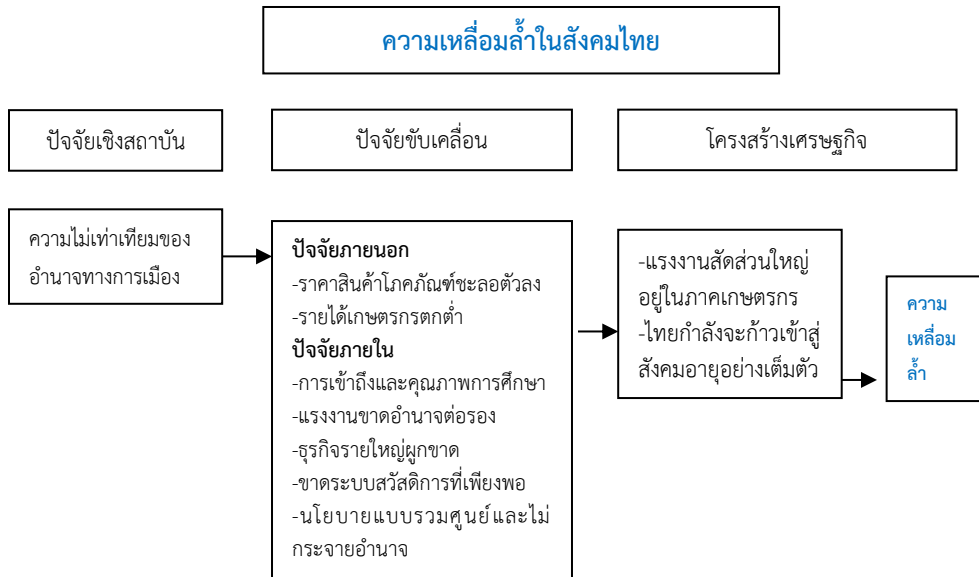 ความเหลื่อมล้ำในสังคมไทย
ปัจจัยเชิงสถาบัน
ปัจจัยขับเคลื่อน
โครงสร้างเศรษฐกิจ
ความไม่เท่าเทียมของ
อำนาจทางการเมือง
ปัจจัยภายนอก
-ราคาสินค้าโภคภัณฑ์ชะลอตัวลง
-รายได้เกษตรกรตกต่ำ
ปัจจัยภายใน
-การเข้าถึงและคุณภาพการศึกษา
-แรงงานขาดอำนาจต่อรอง
-ธุรกิจรายใหญ่ผูกขาด
-ขาดระบบสวัสดิการที่เพียงพอ
-นโยบายแบบรวมศูนย์และไม่
กระจายอำนาจ
-แรงงานสัดส่วนใหญ่
อยู่ในภาคเกษตรกร
-ไทยกำลังจะก้าวเข้าสู่
สังคมอายุอย่างเต็มตัว
ความ
เหลื่อม
ล้ำ